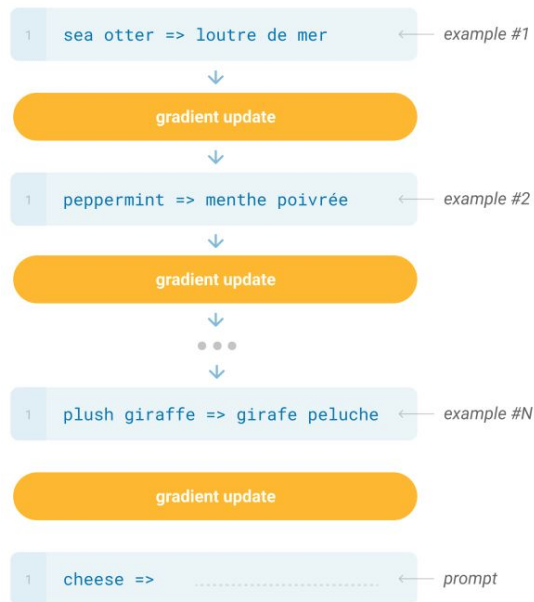 1 sea otter => loutre de mer example #1
gradient update
1 peppermint => menthe poivrée example #2
gradient update
1 plush giraffe => girafe peluche example #N
gradient update
1 cheese => prompt